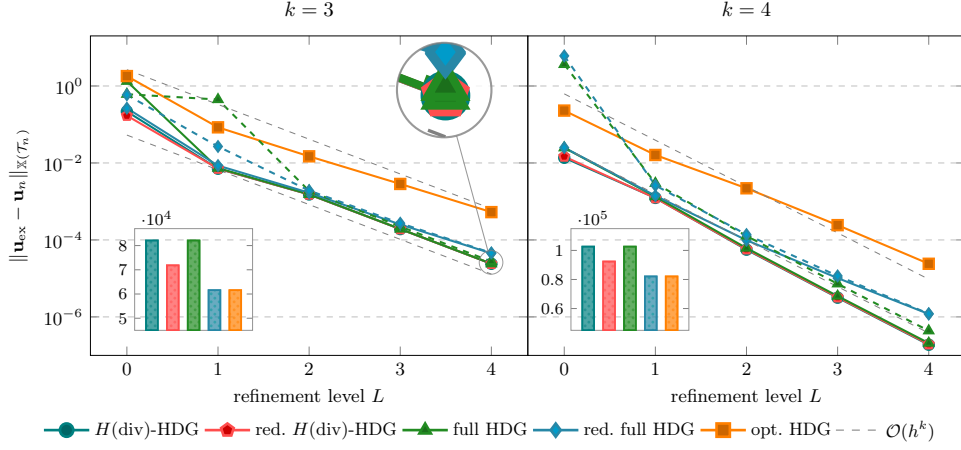 k = 3
k = 4
||u_ex − u_n||_𝕏(𝒯_n)
10^0
10^−2
10^−4
10^−6
·10^4
8
7
6
5
·10^5
1
0.8
0.6
0 1 2 3 4
0 1 2 3 4
refinement level L
refinement level L
H(div)-HDG red. H(div)-HDG full HDG red. full HDG opt. HDG 𝒪(h^k)